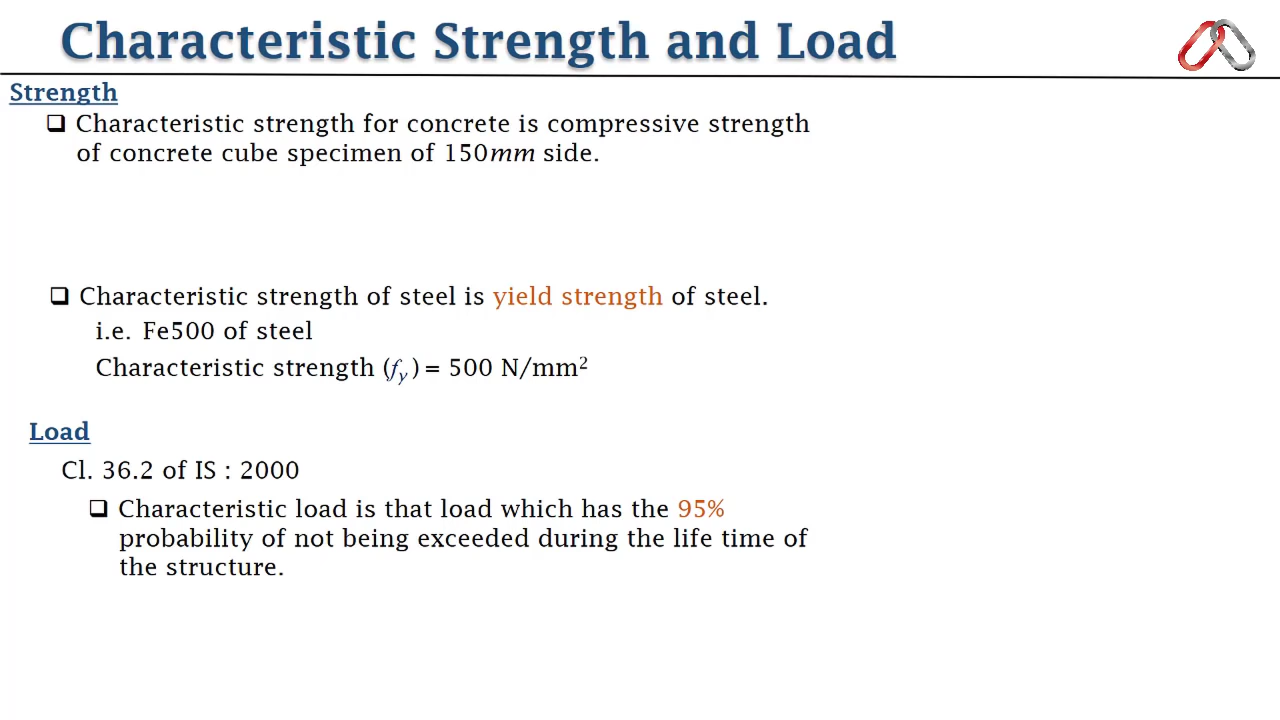 Characteristic Strength and Load
Strength
❑ Characteristic strength for concrete is compressive strength
of concrete cube specimen of 150mm side.
❑ Characteristic strength of steel is yield strength of steel.
i.e. Fe500 of steel
Characteristic strength (fy) = 500 N/mm²
Load
Cl. 36.2 of IS : 2000
❑ Characteristic load is that load which has the 95%
probability of not being exceeded during the life time of
the structure.